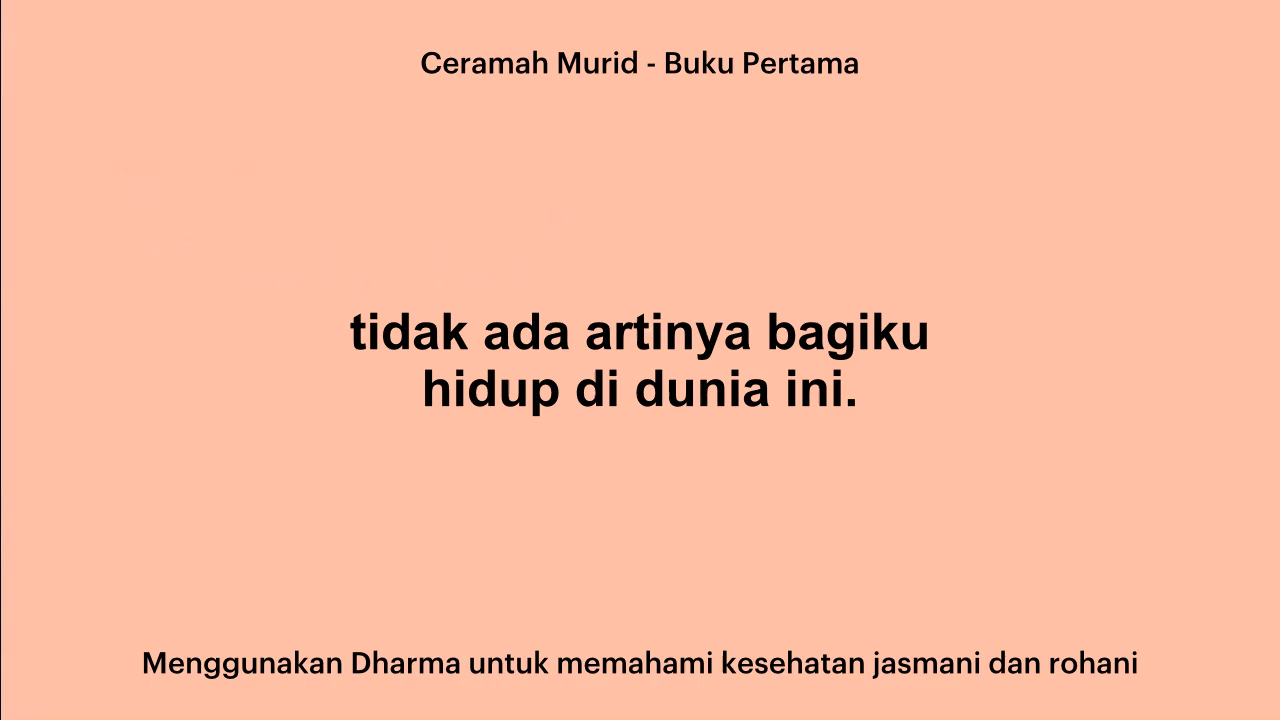 Ceramah Murid - Buku Pertama
tidak ada artinya bagiku
hidup di dunia ini.
Menggunakan Dharma untuk memahami kesehatan jasmani dan rohani